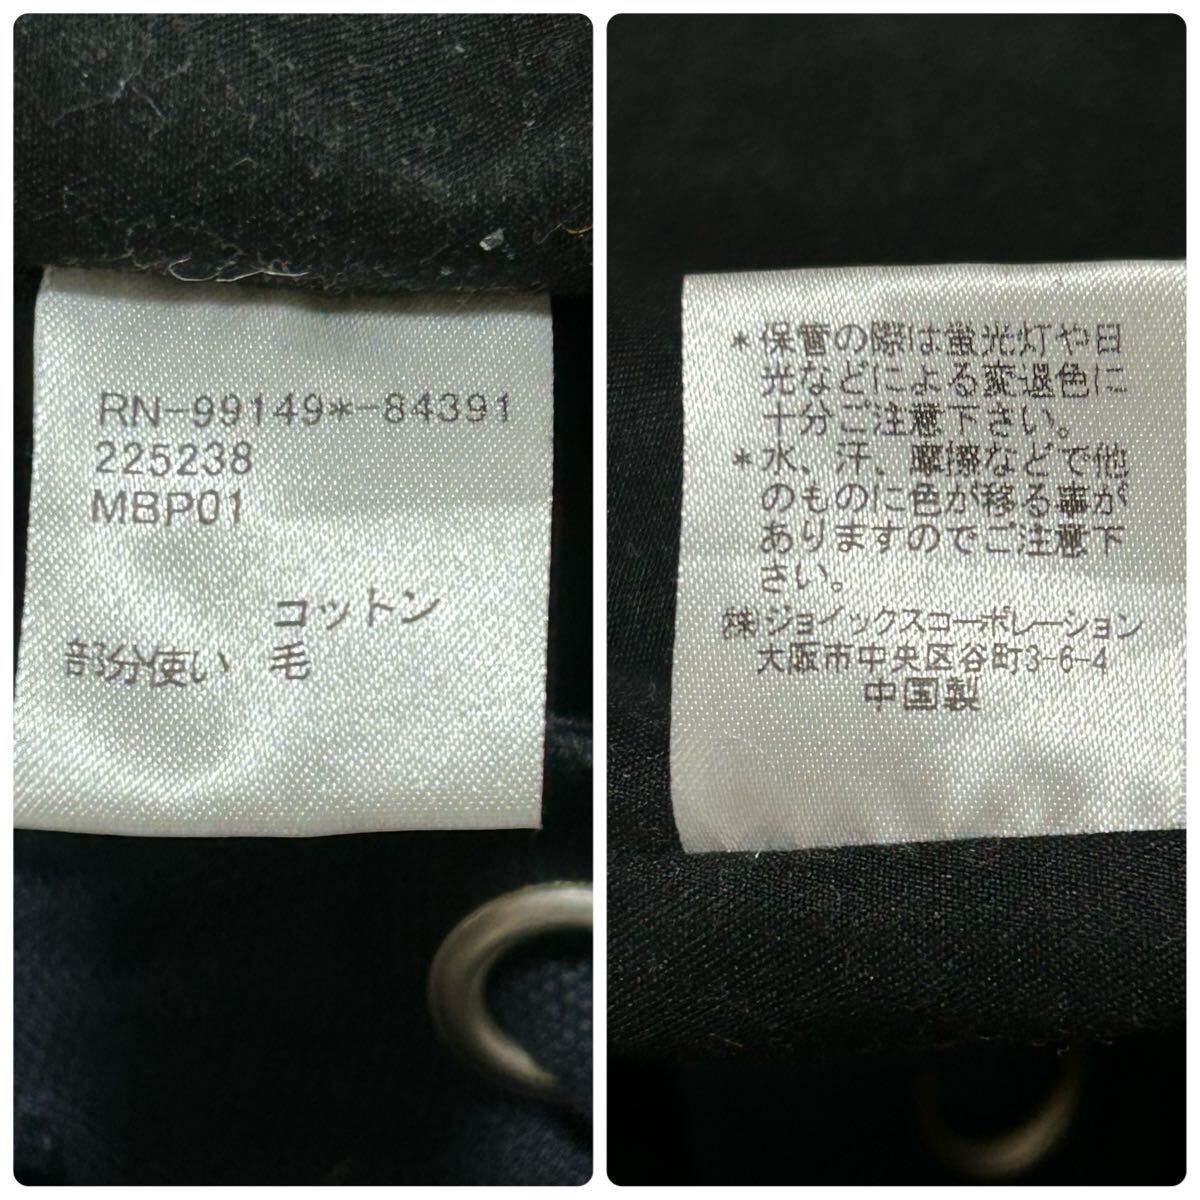 RN-99149*-84391
225238
MBP01
コットン
部分使い 毛
*保管の際は蛍光灯や日
光などによる変退色に
十分ご注意下さい。
*水、汗、摩擦などで他
のものに色が移る事が
ありますのでご注意下
さい。
㈱ジョイックスコーポレーション
大阪市中央区谷町3-6-4
中国製